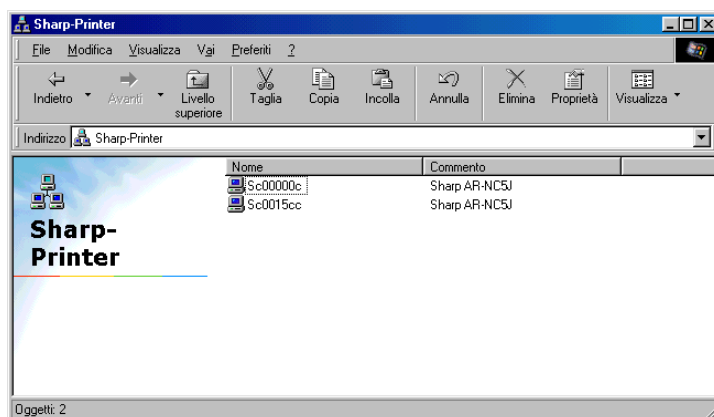 Sharp-Printer
File Modifica Visualizza Vai Preferiti ?
Indietro Avanti Livello superiore Taglia Copia Incolla Annulla Elimina Proprietà Visualizza
Indirizzo Sharp-Printer
Nome Commento
Sc00000c Sharp AR-NC5J
Sc0015cc Sharp AR-NC5J
Sharp-
Printer
Oggetti: 2